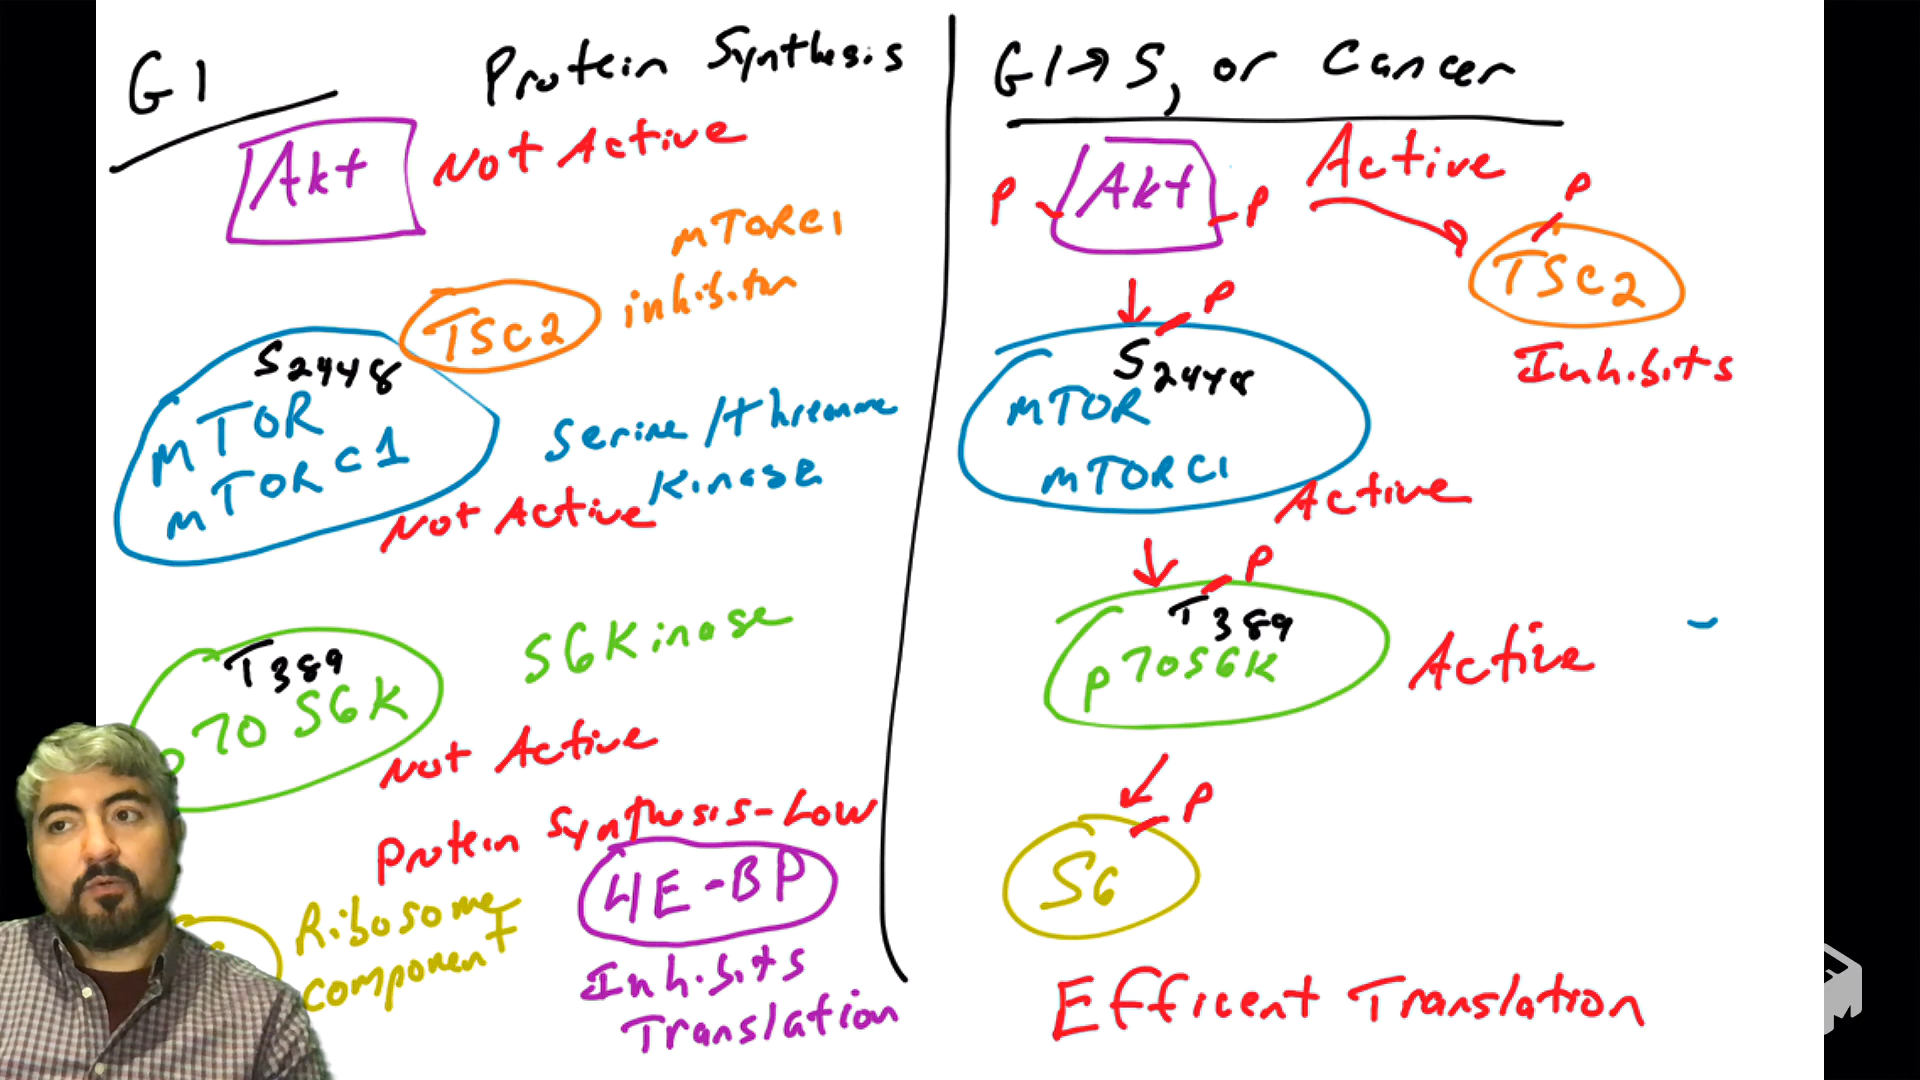 G1
Protein Synthesis
Akt
Not Active
mTORC1
inhibitor
TSC2
S2448
mTOR
mTORC1
Serine/threonine
Kinase
Not Active
T389
p70S6K
S6Kinase
Not Active
Protein Synthesis-Low
Ribosome
component
4E-BP
Inhibits
Translation
G1→S, or Cancer
P
Akt
P
Active
P
TSC2
Inhibits
P
S2448
mTOR
mTORC1
Active
P
T389
p70S6K
Active
P
S6
Efficent Translation